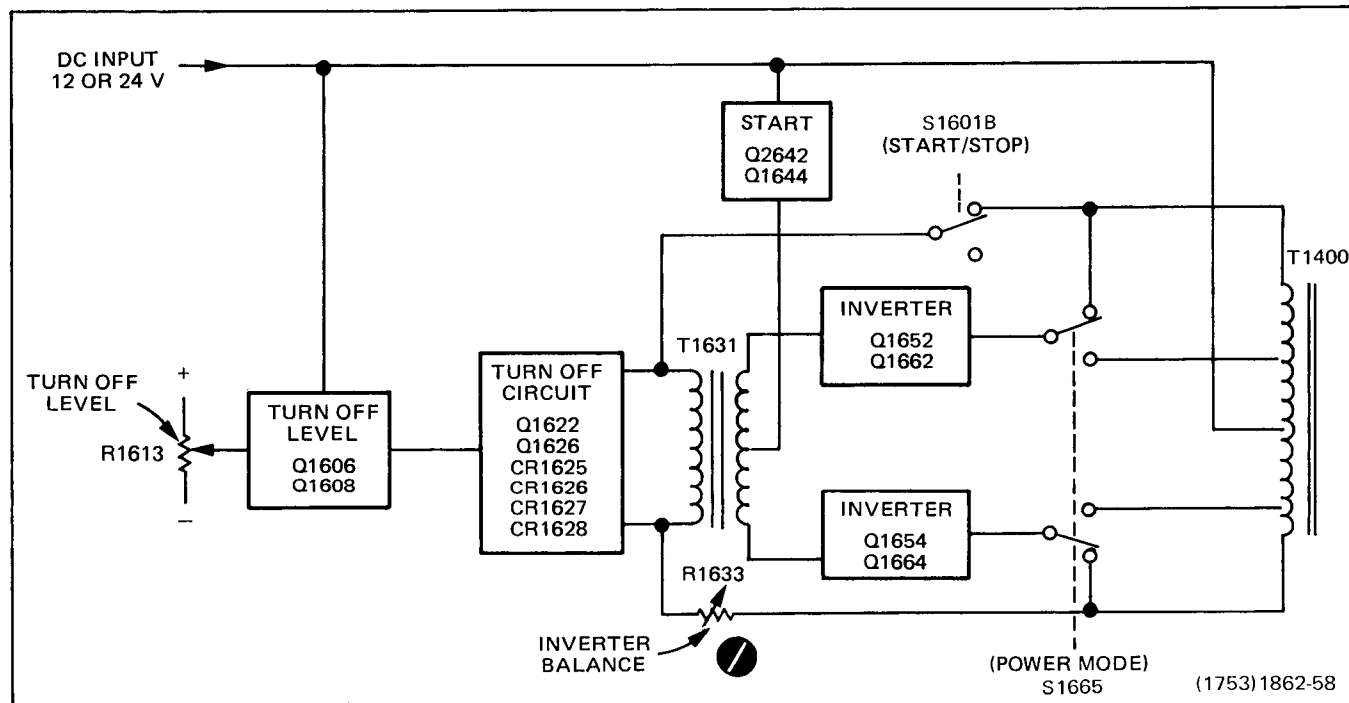 DC INPUT
12 OR 24 V
START
Q2642
Q1644
S1601B
(START/STOP)
T1400
INVERTER
Q1652
Q1662
T1631
TURN OFF
CIRCUIT
Q1622
Q1626
CR1625
CR1626
CR1627
CR1628
TURN OFF
LEVEL
+
R1613
−
TURN OFF
LEVEL
Q1606
Q1608
INVERTER
Q1654
Q1664
R1633
INVERTER
BALANCE
(POWER MODE)
S1665
(1753)1862-58